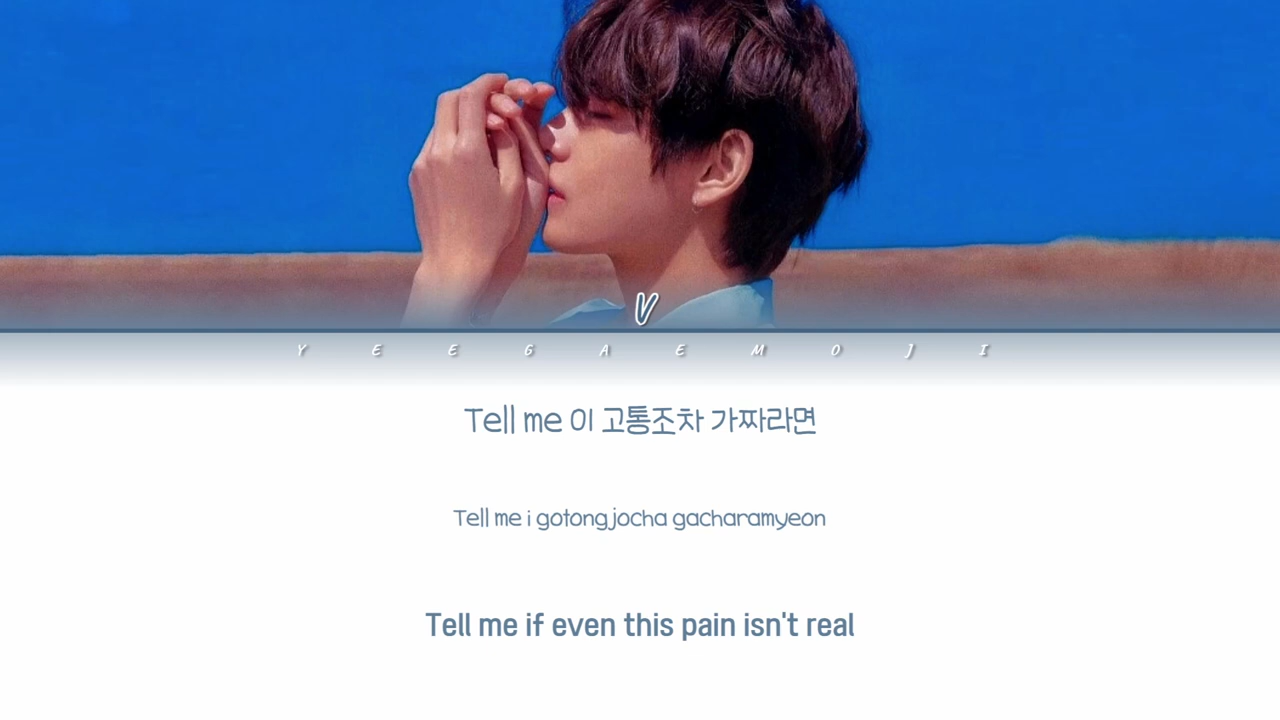 V
YEEGAEMOJI
Tell me 이 고통조차 가짜라면
Tell me i gotongjocha gacharamyeon
Tell me if even this pain isn't real